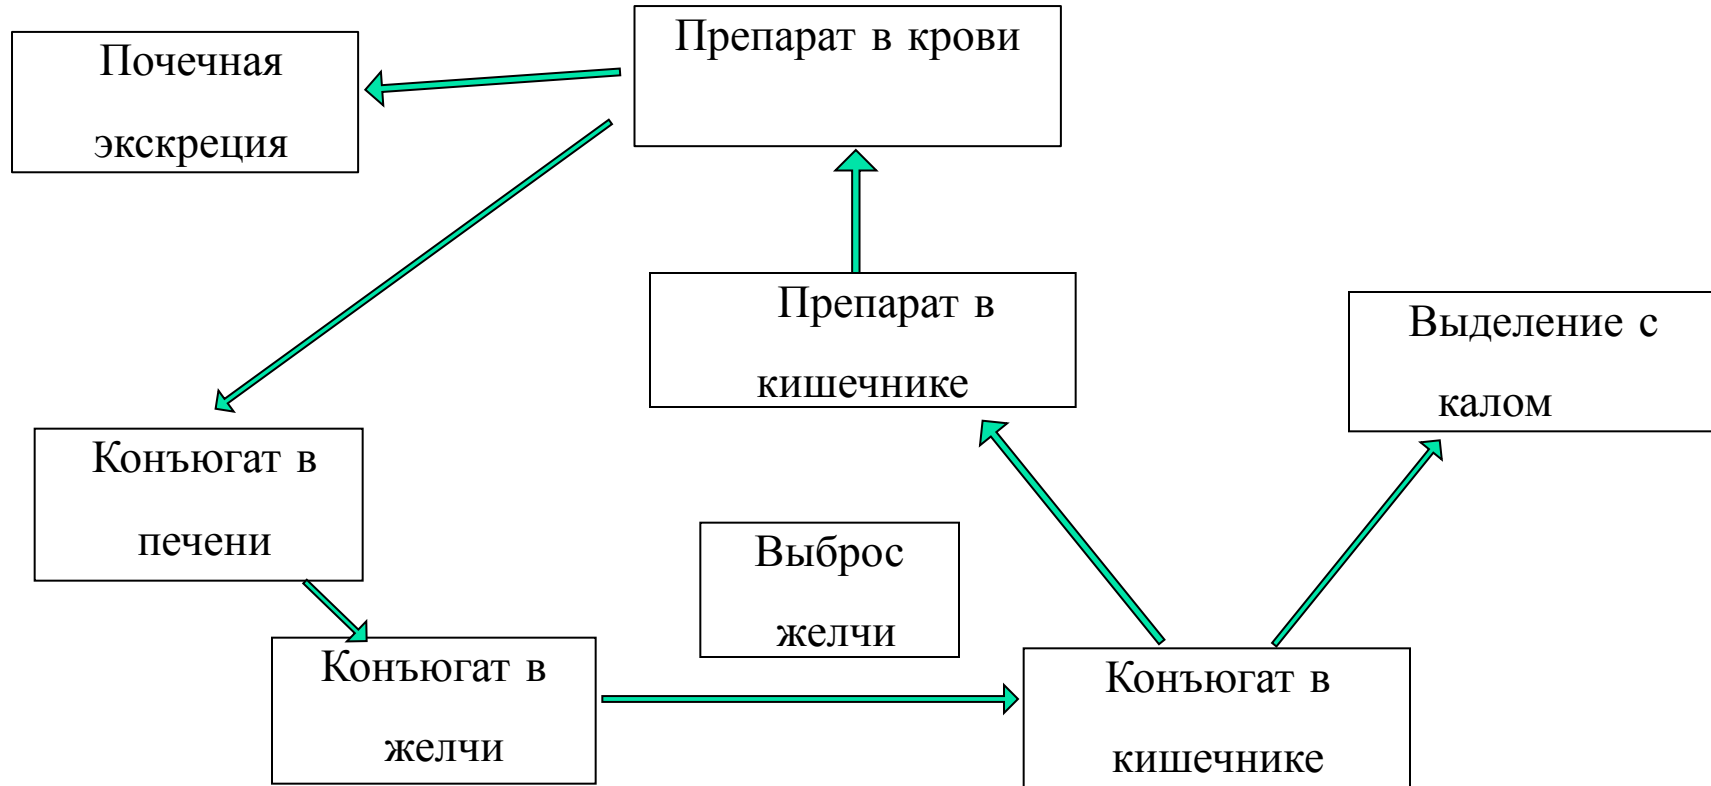 Препарат в крови
Почечная
экскреция
Препарат в
кишечнике
Выделение с
калом
Конъюгат в
печени
Выброс
желчи
Конъюгат в
желчи
Конъюгат в
кишечнике